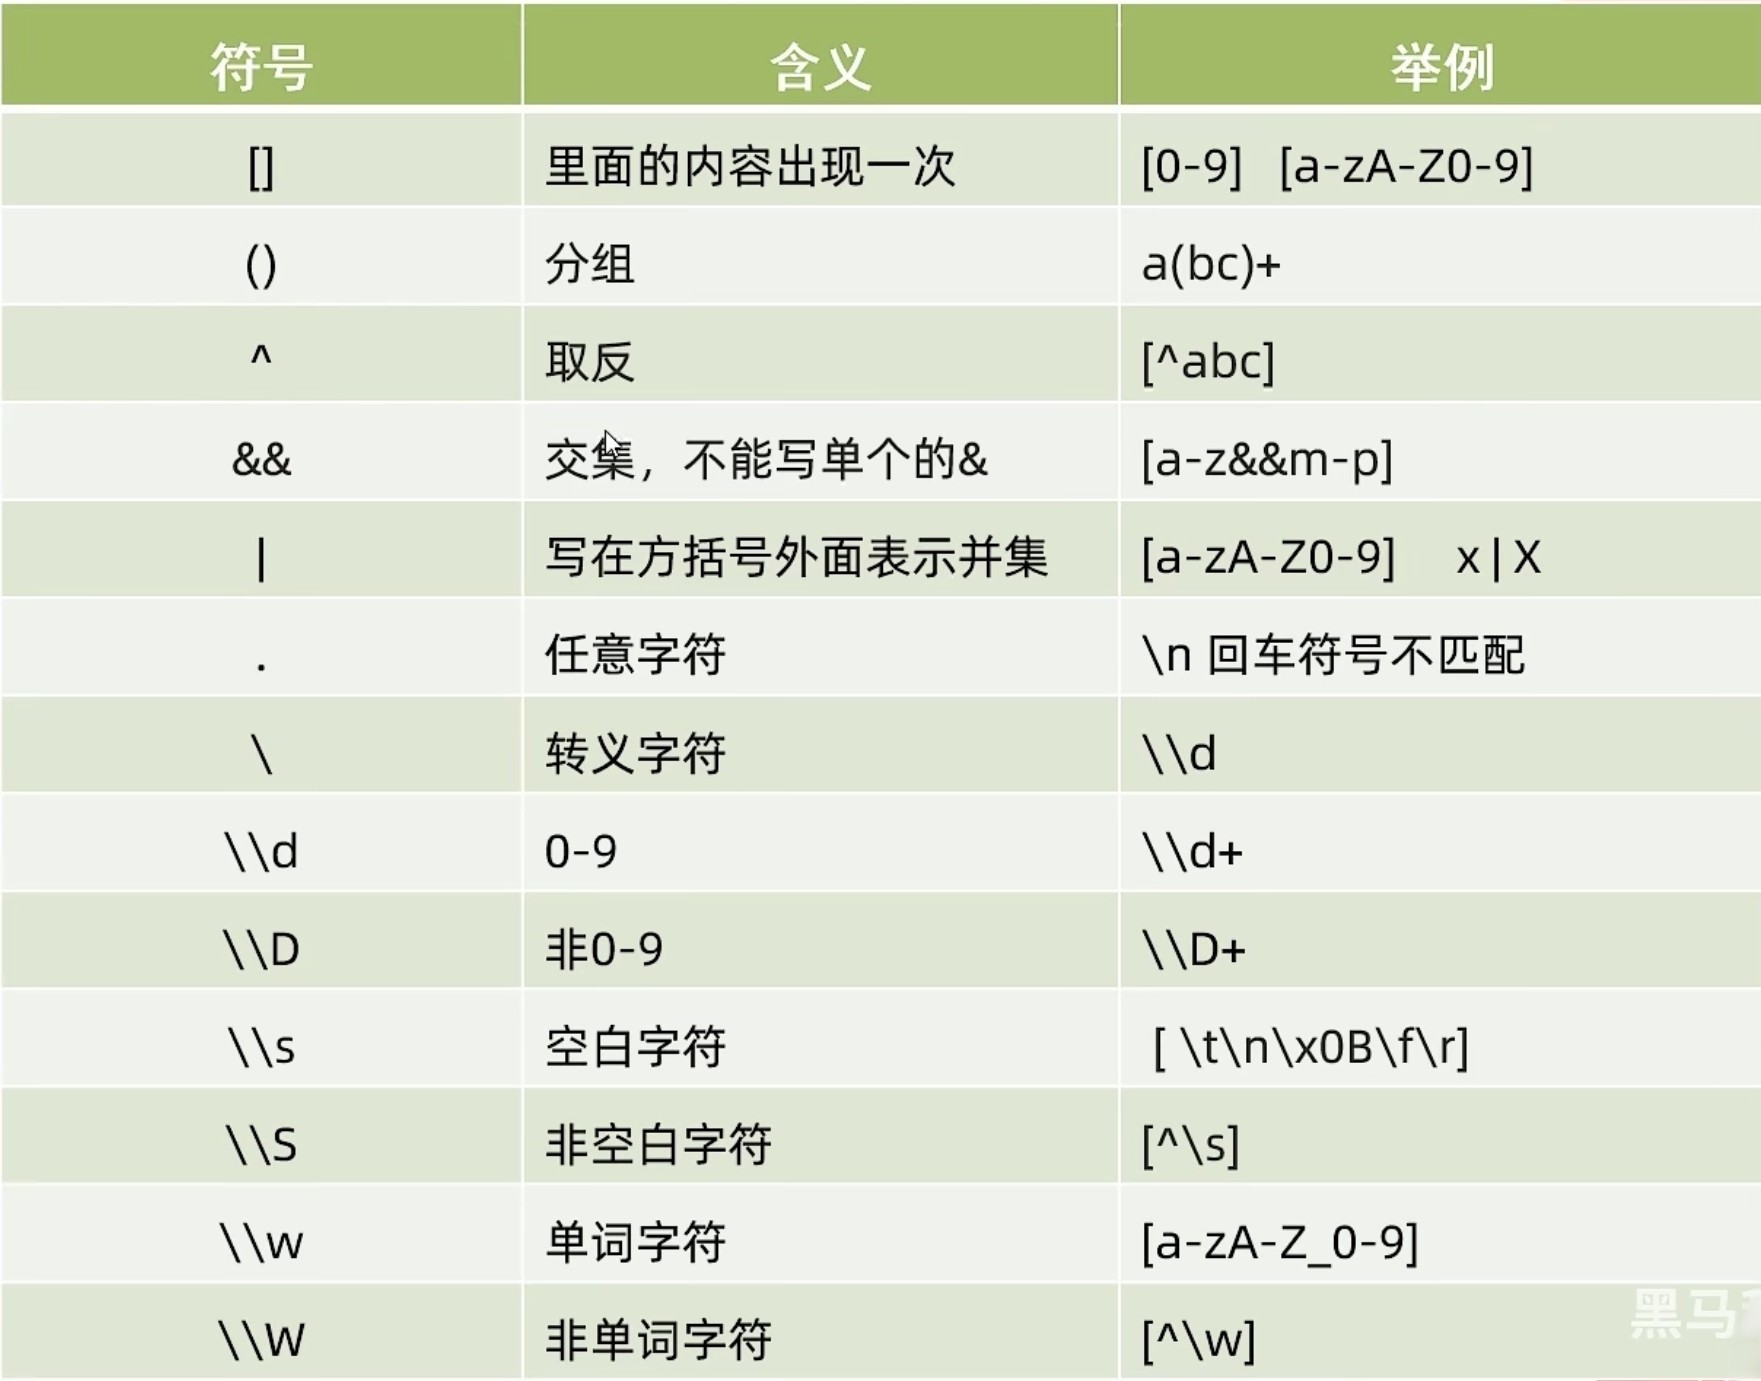 符号 含义 举例
[] 里面的内容出现一次 [0-9] [a-zA-Z0-9]
() 分组 a(bc)+
^ 取反 [^abc]
&& 交集，不能写单个的& [a-z&&m-p]
| 写在方括号外面表示并集 [a-zA-Z0-9] x|X
. 任意字符 \n 回车符号不匹配
\ 转义字符 \\d
\\d 0-9 \\d+
\\D 非0-9 \\D+
\\s 空白字符 [ \t\n\x0B\f\r]
\\S 非空白字符 [^\s]
\\w 单词字符 [a-zA-Z_0-9]
\\W 非单词字符 [^\w]
黑马